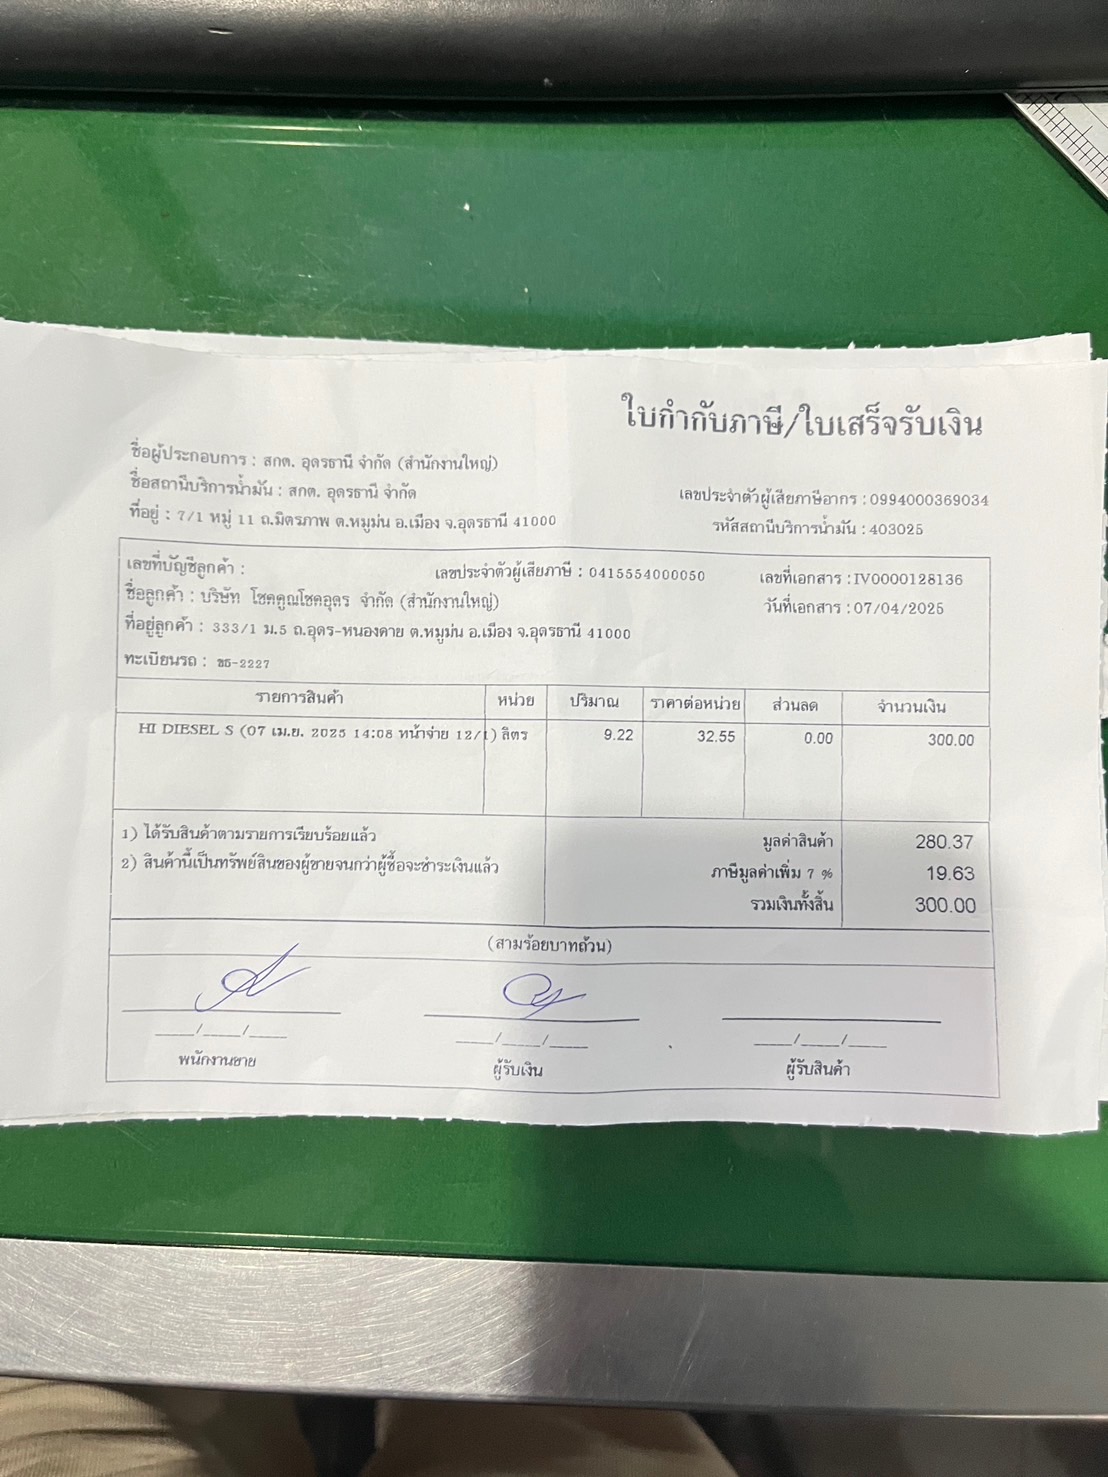 ใบกำกับภาษี/ใบเสร็จรับเงิน
ชื่อผู้ประกอบการ : สกต. อุดรธานี จำกัด (สำนักงานใหญ่)
ชื่อสถานีบริการน้ำมัน : สกต. อุดรธานี จำกัด
เลขประจำตัวผู้เสียภาษีอากร : 0994000369034
ที่อยู่ : 7/1 หมู่ 11 ถ.มิตรภาพ ต.หมูม่น อ.เมือง จ.อุดรธานี 41000
รหัสสถานีบริการน้ำมัน : 403025
เลขที่บัญชีลูกค้า : เลขประจำตัวผู้เสียภาษี : 0415554000050 เลขที่เอกสาร : IV0000128136
ชื่อลูกค้า : บริษัท โชคคูณโชคอุดร จำกัด (สำนักงานใหญ่) วันที่เอกสาร : 07/04/2025
ที่อยู่ลูกค้า : 333/1 ม.5 ถ.อุดร-หนองคาย ต.หมูม่น อ.เมือง จ.อุดรธานี 41000
ทะเบียนรถ : -2227
รายการสินค้า หน่วย ปริมาณ ราคาต่อหน่วย ส่วนลด จำนวนเงิน
HI DIESEL S (07 เม.ย. 2025 14:08 หน้าจ่าย 12/1) ลิตร 9.22 32.55 0.00 300.00
1) ได้รับสินค้าตามรายการเรียบร้อยแล้ว มูลค่าสินค้า 280.37
2) สินค้านี้เป็นทรัพย์สินของผู้ขายจนกว่าผู้ซื้อจะชำระเงินแล้ว ภาษีมูลค่าเพิ่ม 7 % 19.63
รวมเงินทั้งสิ้น 300.00
(สามร้อยบาทถ้วน)
___/___/___ ___/___/___ ___/___/___
พนักงานขาย ผู้รับเงิน ผู้รับสินค้า